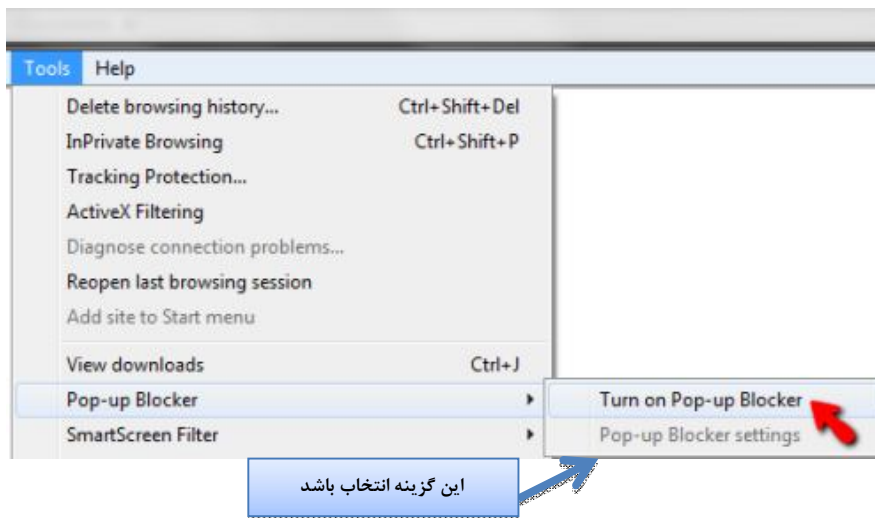 Tools Help
Delete browsing history... Ctrl+Shift+Del
InPrivate Browsing Ctrl+Shift+P
Tracking Protection...
ActiveX Filtering
Diagnose connection problems...
Reopen last browsing session
Add site to Start menu
View downloads Ctrl+J
Pop-up Blocker Turn on Pop-up Blocker
SmartScreen Filter Pop-up Blocker settings
این گزینه انتخاب باشد